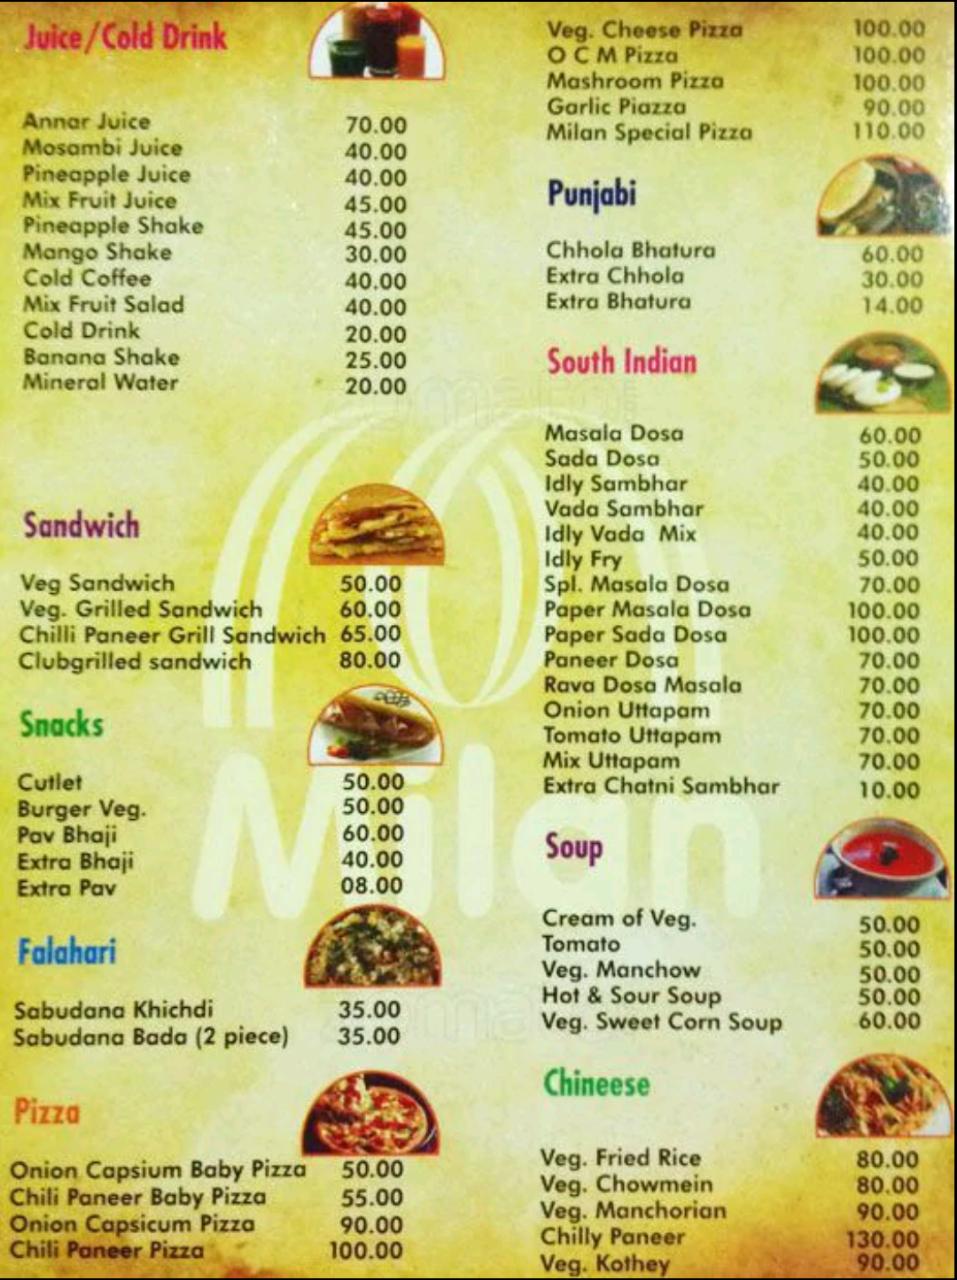 Juice/Cold Drink
Annar Juice 70.00
Mosambi Juice 40.00
Pineapple Juice 40.00
Mix Fruit Juice 45.00
Pineapple Shake 45.00
Mango Shake 30.00
Cold Coffee 40.00
Mix Fruit Salad 40.00
Cold Drink 20.00
Banana Shake 25.00
Mineral Water 20.00
Sandwich
Veg Sandwich 50.00
Veg. Grilled Sandwich 60.00
Chilli Paneer Grill Sandwich 65.00
Clubgrilled sandwich 80.00
Snacks
Cutlet 50.00
Burger Veg. 50.00
Pav Bhaji 60.00
Extra Bhaji 40.00
Extra Pav 08.00
Falahari
Sabudana Khichdi 35.00
Sabudana Bada (2 piece) 35.00
Pizza
Onion Capsium Baby Pizza 50.00
Chili Paneer Baby Pizza 55.00
Onion Capsicum Pizza 90.00
Chili Paneer Pizza 100.00
Veg. Cheese Pizza 100.00
O C M Pizza 100.00
Mashroom Pizza 100.00
Garlic Piazza 90.00
Milan Special Pizza 110.00
Punjabi
Chhola Bhatura 60.00
Extra Chhola 30.00
Extra Bhatura 14.00
South Indian
Masala Dosa 60.00
Sada Dosa 50.00
Idly Sambhar 40.00
Vada Sambhar 40.00
Idly Vada Mix 40.00
Idly Fry 50.00
Spl. Masala Dosa 70.00
Paper Masala Dosa 100.00
Paper Sada Dosa 100.00
Paneer Dosa 70.00
Rava Dosa Masala 70.00
Onion Uttapam 70.00
Tomato Uttapam 70.00
Mix Uttapam 70.00
Extra Chatni Sambhar 10.00
Soup
Cream of Veg. 50.00
Tomato 50.00
Veg. Manchow 50.00
Hot & Sour Soup 50.00
Veg. Sweet Corn Soup 60.00
Chineese
Veg. Fried Rice 80.00
Veg. Chowmein 80.00
Veg. Manchorian 90.00
Chilly Paneer 130.00
Veg. Kothey 90.00
Milan